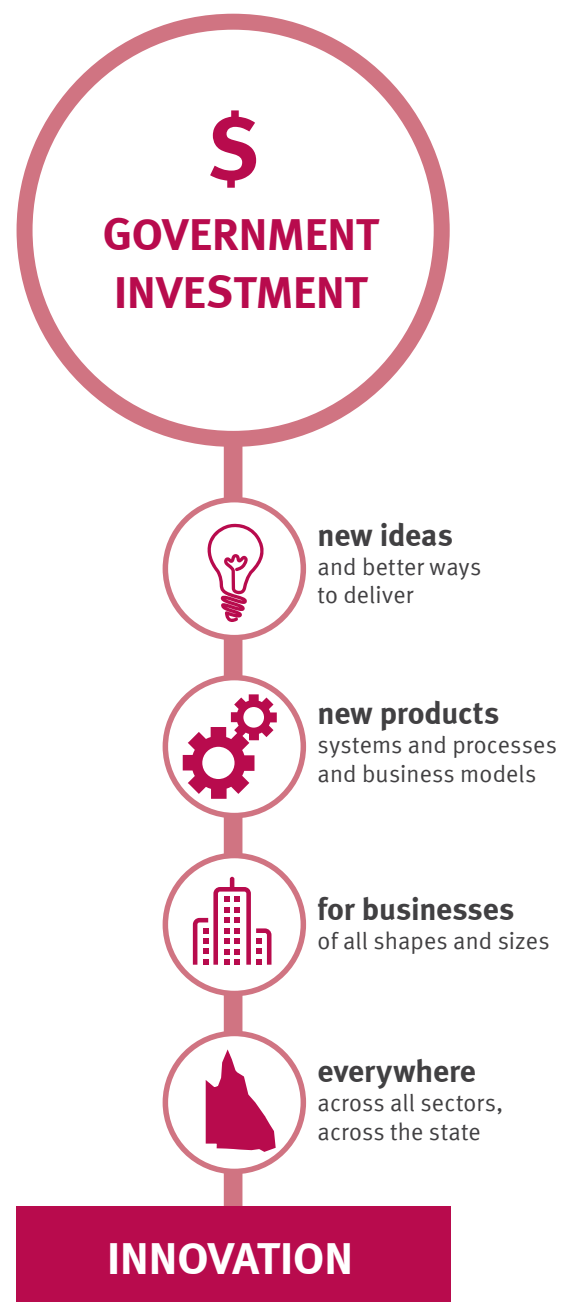 $
GOVERNMENT
INVESTMENT
new ideas
and better ways
to deliver
new products
systems and processes
and business models
for businesses
of all shapes and sizes
everywhere
across all sectors,
across the state
INNOVATION